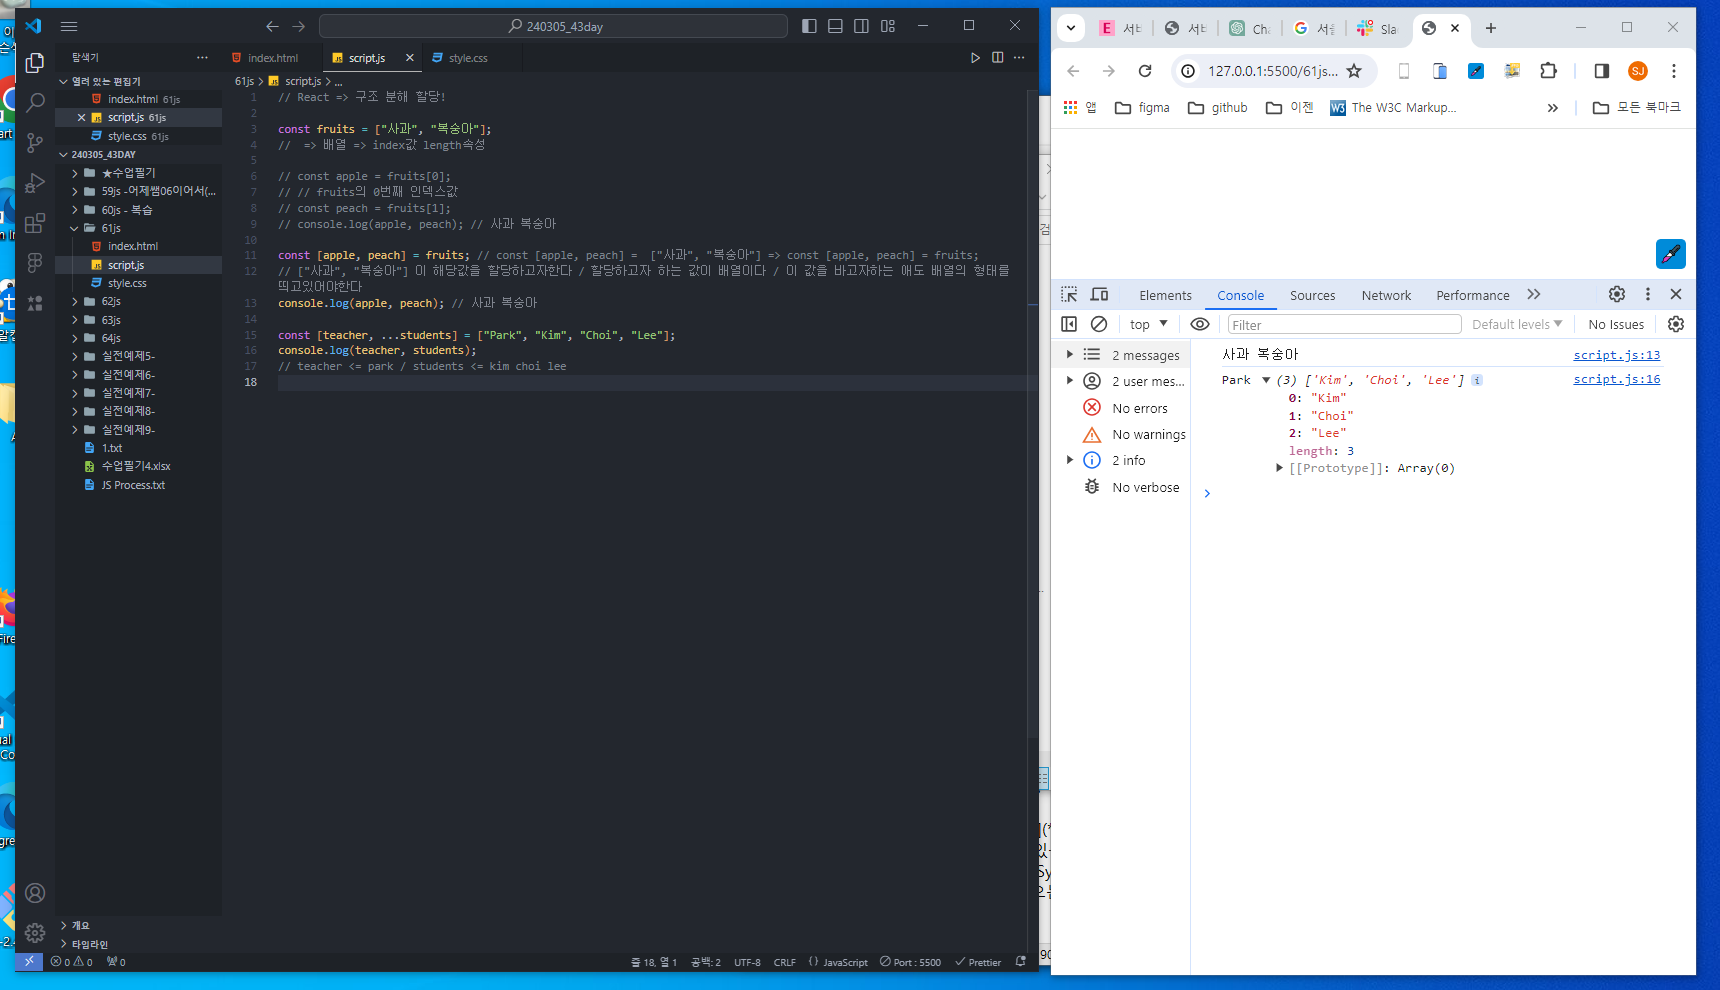 240305_43day
탐색기
index.html
script.js
style.css
열려 있는 편집기
index.html 61js
script.js 61js
style.css 61js
240305_43DAY
★수업필기
59js -어제쌤06이어서(...
60js - 복습
61js
index.html
script.js
style.css
62js
63js
64js
실전예제5-
실전예제6-
실전예제7-
실전예제8-
실전예제9-
1.txt
수업필기4.xlsx
JS Process.txt
개요
타임라인
61js > script.js > ...
1 // React => 구조 분해 할당!
2
3 const fruits = ["사과", "복숭아"];
4 //  => 배열 => index값 length속성
5
6 // const apple = fruits[0];
7 // // fruits의 0번째 인덱스값
8 // const peach = fruits[1];
9 // console.log(apple, peach); // 사과 복숭아
10
11 const [apple, peach] = fruits; // const [apple, peach] =  ["사과", "복숭아"] => const [apple, peach] = fruits;
12 // ["사과", "복숭아"] 이 해당값을 할당하고자한다 / 할당하고자 하는 값이 배열이다 / 이 값을 바고자하는 애도 배열의 형태를
띄고있어야한다
13 console.log(apple, peach); // 사과 복숭아
14
15 const [teacher, ...students] = ["Park", "Kim", "Choi", "Lee"];
16 console.log(teacher, students);
17 // teacher <= park / students <= kim choi lee
18
0 0 0
줄 18, 열 1
공백: 2
UTF-8
CRLF
JavaScript
Port : 5500
Prettier
서비
서비
서울
Sla
127.0.0.1:5500/61js...
SJ
앱
figma
github
이젠
W3 The W3C Markup...
모든 북마크
Elements
Console
Sources
Network
Performance
top
Filter
Default levels
No Issues
2 messages
2 user mes...
No errors
No warnings
2 info
No verbose
사과 복숭아 script.js:13
Park (3) ['Kim', 'Choi', 'Lee'] script.js:16
0: "Kim"
1: "Choi"
2: "Lee"
length: 3
[[Prototype]]: Array(0)